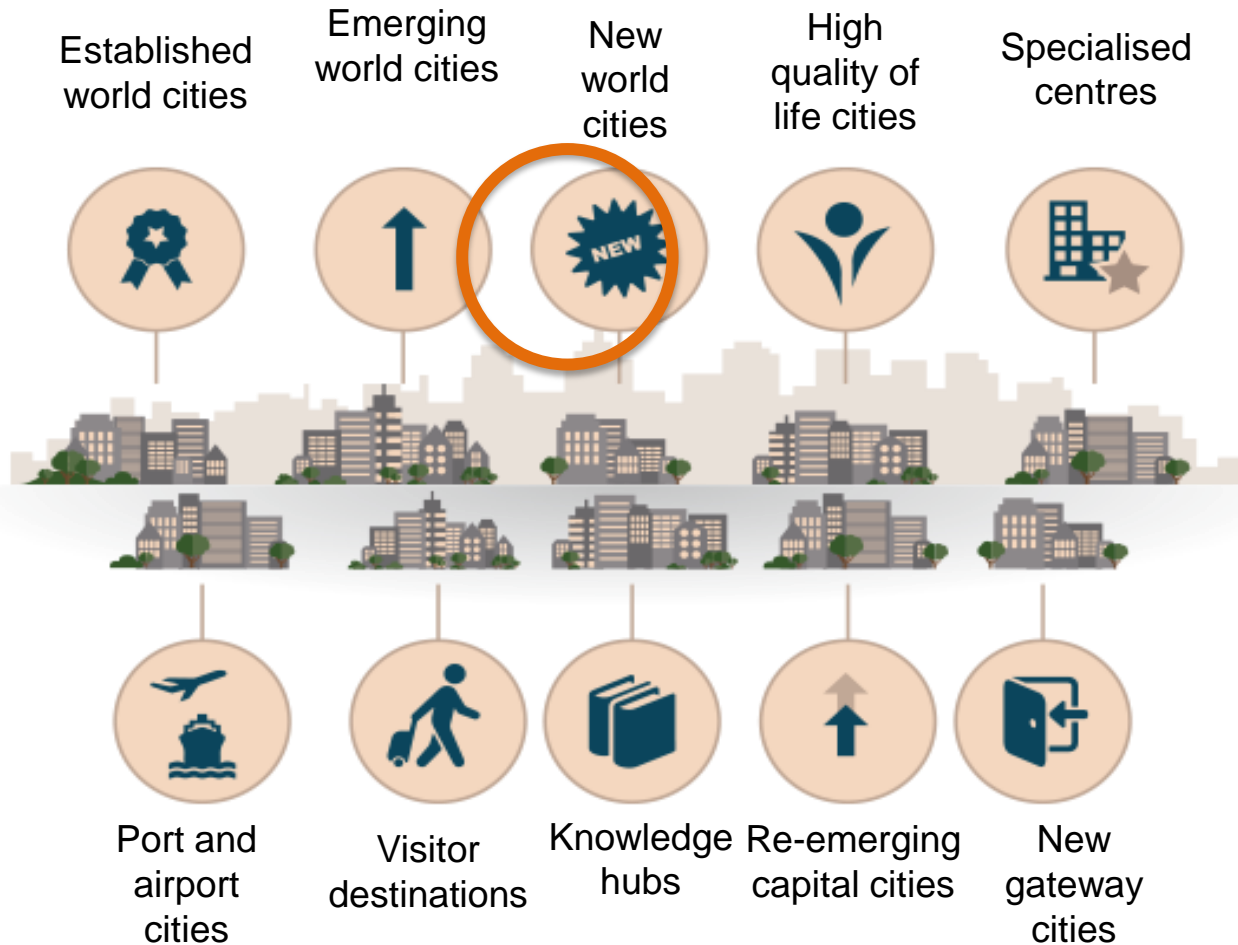 Established
world cities
Emerging
world cities
New
world
cities
High
quality of
life cities
Specialised
centres
NEW
Port and
airport
cities
Visitor
destinations
Knowledge
hubs
Re-emerging
capital cities
New
gateway
cities